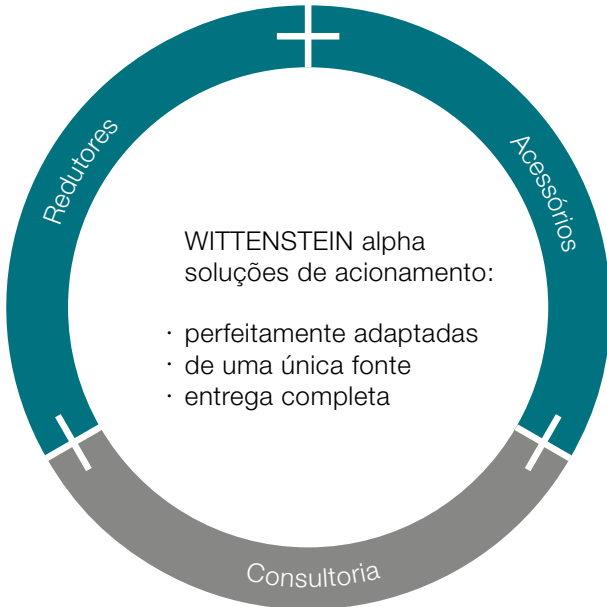 Redutores
Acessórios
WITTENSTEIN alpha
soluções de acionamento:
· perfeitamente adaptadas
· de uma única fonte
· entrega completa
Consultoria